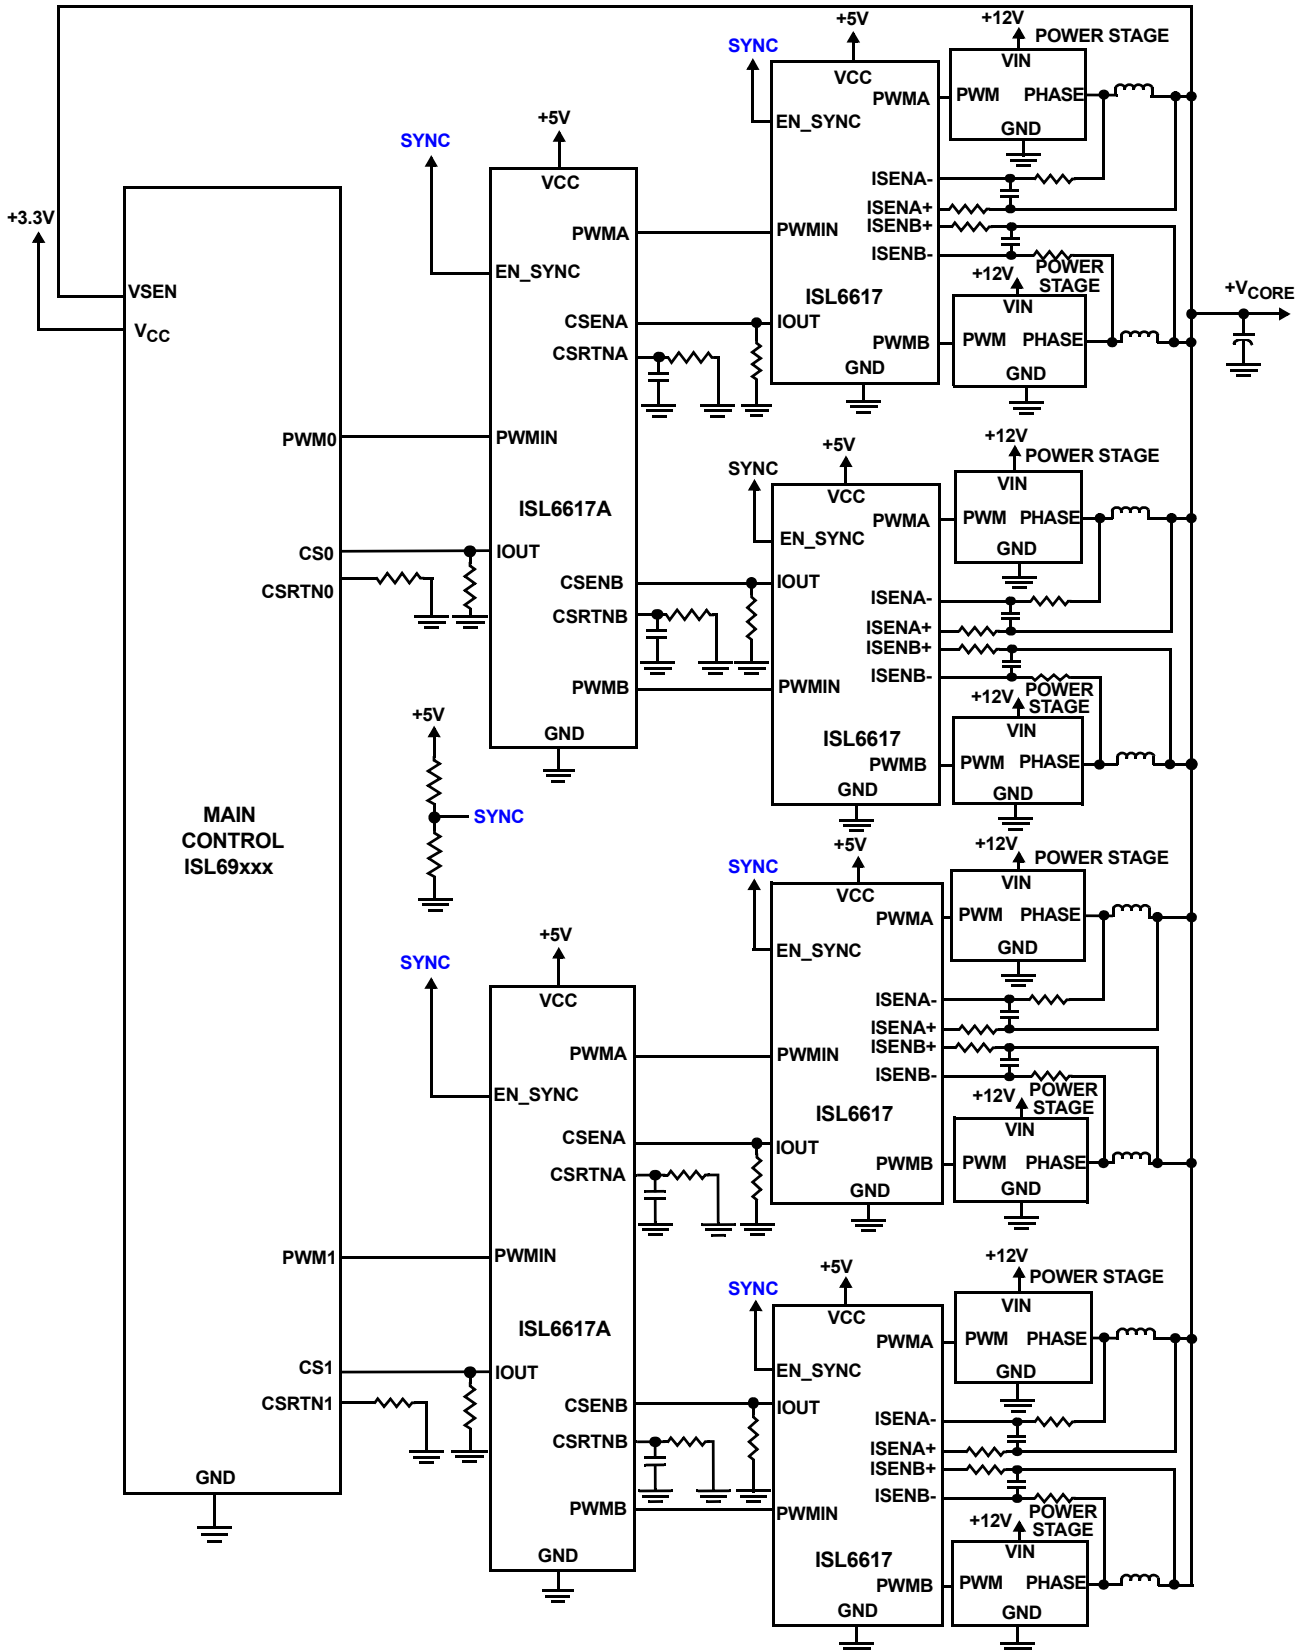 +3.3V
VSEN
VCC
PWM0
CS0
CSRTN0
MAIN
CONTROL
ISL69xxx
PWM1
CS1
CSRTN1
GND
SYNC
+5V
VCC
EN_SYNC
PWMA
CSENA
CSRTNA
PWMIN
ISL6617A
IOUT
CSENB
CSRTNB
PWMB
GND
+5V
SYNC
SYNC
+5V
VCC
EN_SYNC
PWMA
CSENA
CSRTNA
PWMIN
ISL6617A
IOUT
CSENB
CSRTNB
PWMB
GND
SYNC
+5V
VCC
PWMA
EN_SYNC
ISENA-
ISENA+
PWMIN
ISENB+
ISENB-
ISL6617
IOUT
PWMB
GND
+12V
POWER STAGE
VIN
PWM
PHASE
GND
+12V
POWER
STAGE
VIN
PWM
PHASE
GND
+VCORE
SYNC
+5V
VCC
PWMA
EN_SYNC
IOUT
ISENA-
ISENA+
ISENB+
ISENB-
PWMIN
ISL6617
PWMB
GND
+12V
POWER STAGE
VIN
PWM
PHASE
GND
+12V
POWER
STAGE
VIN
PWM
PHASE
GND
SYNC
+5V
VCC
PWMA
EN_SYNC
ISENA-
ISENA+
ISENB+
PWMIN
ISENB-
ISL6617
IOUT
PWMB
GND
+12V
POWER STAGE
VIN
PWM
PHASE
GND
+12V
POWER
STAGE
VIN
PWM
PHASE
GND
SYNC
+5V
VCC
PWMA
EN_SYNC
IOUT
ISENA-
ISENA+
ISENB+
ISENB-
PWMIN
ISL6617
PWMB
GND
+12V
POWER STAGE
VIN
PWM
PHASE
GND
+12V
POWER
STAGE
VIN
PWM
PHASE
GND